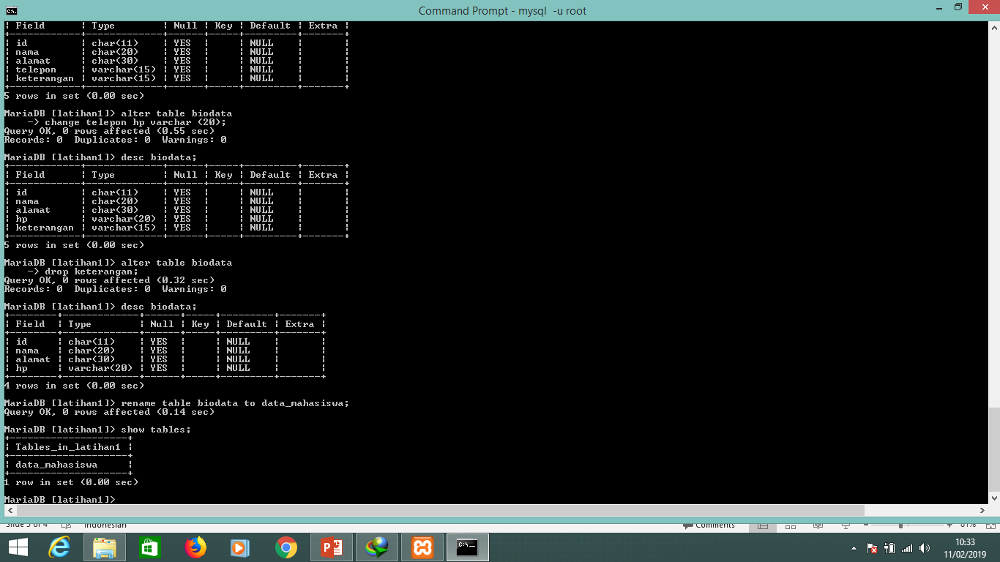 Command Prompt - mysql  -u root
| Field      | Type        | Null | Key | Default | Extra |
+------------+-------------+------+-----+---------+-------+
| id         | char(11)    | YES  |     | NULL    |       |
| nama       | char(20)    | YES  |     | NULL    |       |
| alamat     | char(30)    | YES  |     | NULL    |       |
| telepon    | varchar(15) | YES  |     | NULL    |       |
| keterangan | varchar(15) | YES  |     | NULL    |       |
+------------+-------------+------+-----+---------+-------+
5 rows in set (0.00 sec)
MariaDB [latihan1]> alter table biodata
    -> change telepon hp varchar (20);
Query OK, 0 rows affected (0.55 sec)
Records: 0  Duplicates: 0  Warnings: 0
MariaDB [latihan1]> desc biodata;
+------------+-------------+------+-----+---------+-------+
| Field      | Type        | Null | Key | Default | Extra |
+------------+-------------+------+-----+---------+-------+
| id         | char(11)    | YES  |     | NULL    |       |
| nama       | char(20)    | YES  |     | NULL    |       |
| alamat     | char(30)    | YES  |     | NULL    |       |
| hp         | varchar(20) | YES  |     | NULL    |       |
| keterangan | varchar(15) | YES  |     | NULL    |       |
+------------+-------------+------+-----+---------+-------+
5 rows in set (0.00 sec)
MariaDB [latihan1]> alter table biodata
    -> drop keterangan;
Query OK, 0 rows affected (0.32 sec)
Records: 0  Duplicates: 0  Warnings: 0
MariaDB [latihan1]> desc biodata;
+--------+-------------+------+-----+---------+-------+
| Field  | Type        | Null | Key | Default | Extra |
+--------+-------------+------+-----+---------+-------+
| id     | char(11)    | YES  |     | NULL    |       |
| nama   | char(20)    | YES  |     | NULL    |       |
| alamat | char(30)    | YES  |     | NULL    |       |
| hp     | varchar(20) | YES  |     | NULL    |       |
+--------+-------------+------+-----+---------+-------+
4 rows in set (0.00 sec)
MariaDB [latihan1]> rename table biodata to data_mahasiswa;
Query OK, 0 rows affected (0.14 sec)
MariaDB [latihan1]> show tables;
+--------------------+
| Tables_in_latihan1 |
+--------------------+
| data_mahasiswa     |
+--------------------+
1 row in set (0.00 sec)
MariaDB [latihan1]>
Slide 3 of 4 Indonesian Comments 81%
10:33
11/02/2019